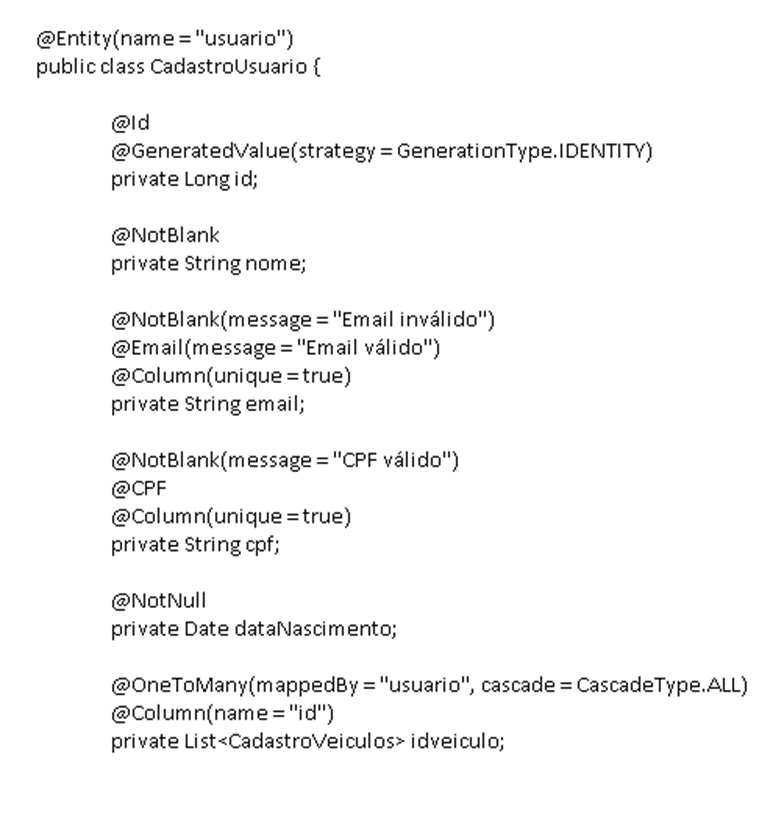 @Entity(name = "usuario")
public class CadastroUsuario {
@Id
@GeneratedValue(strategy = GenerationType.IDENTITY)
private Long id;
@NotBlank
private String nome;
@NotBlank(message = "Email inválido")
@Email(message = "Email válido")
@Column(unique = true)
private String email;
@NotBlank(message = "CPF válido")
@CPF
@Column(unique = true)
private String cpf;
@NotNull
private Date dataNascimento;
@OneToMany(mappedBy = "usuario", cascade = CascadeType.ALL)
@Column(name = "id")
private List<CadastroVeiculos> idveiculo;